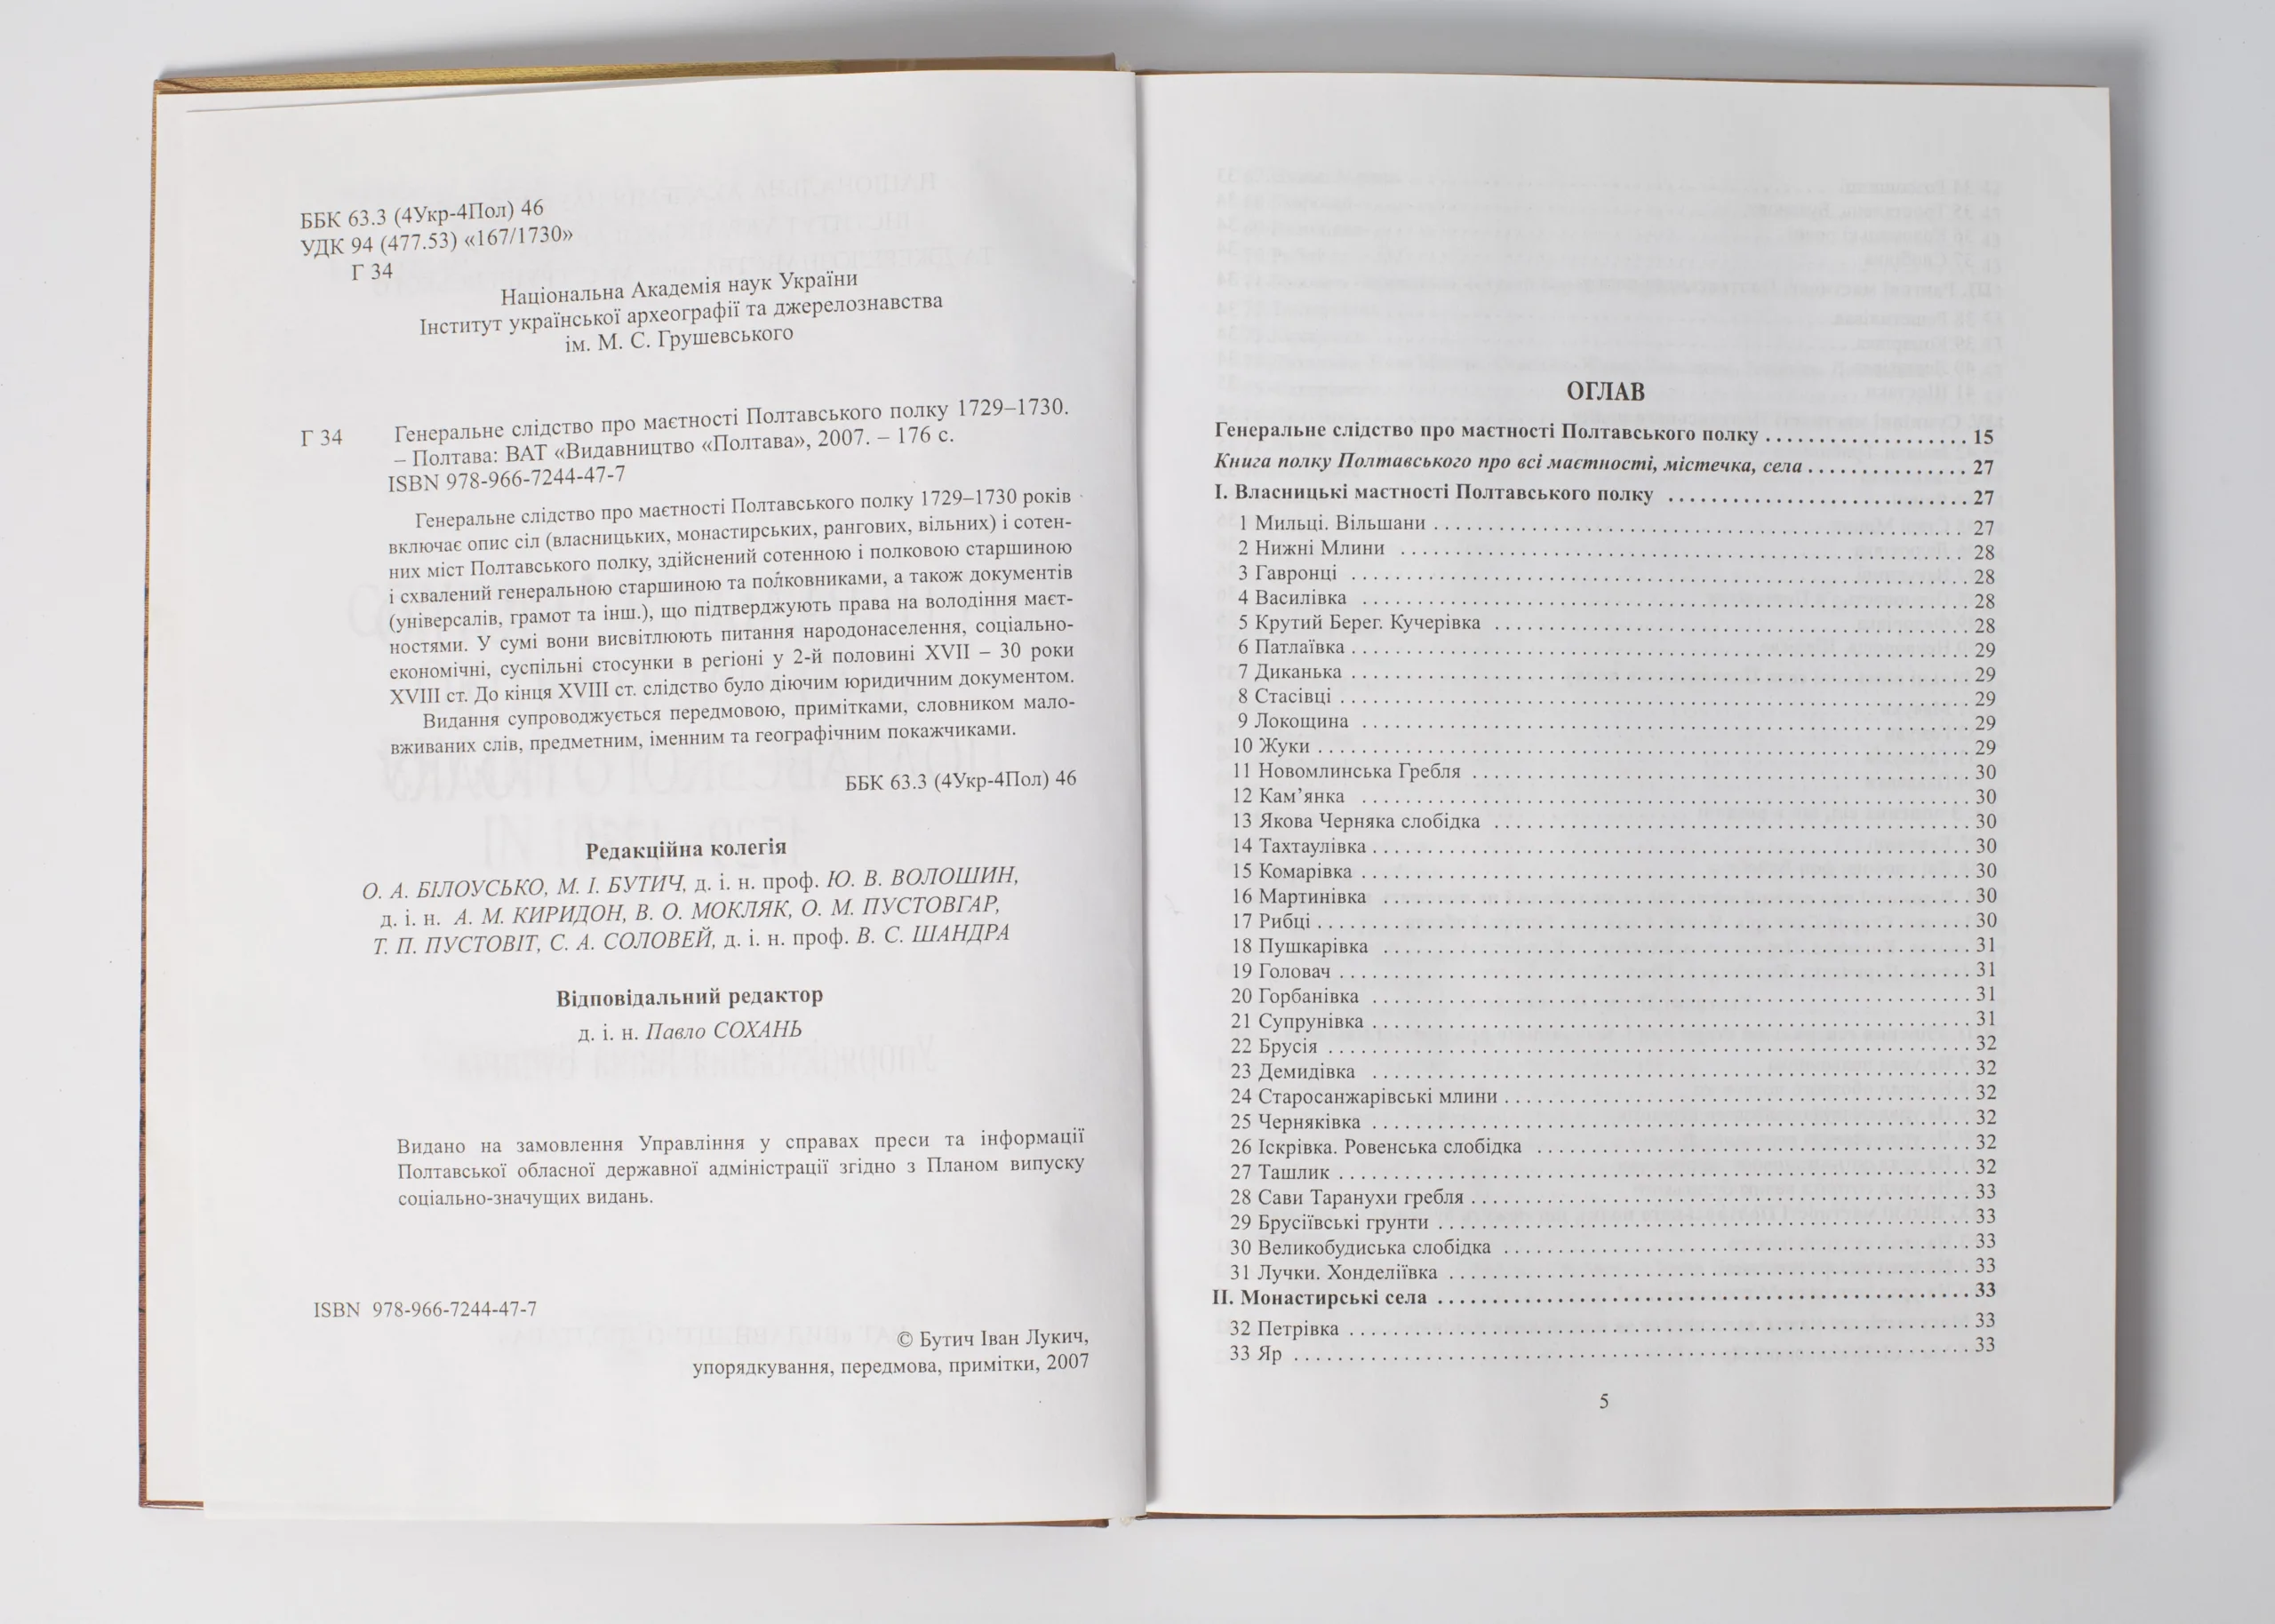 ББК 63.3 (4Укр-4Пол) 46
УДК 94 (477.53) «167/1730»
Г 34
Національна Академія наук України
Інститут української археографії та джерелознавства
ім. М. С. Грушевського
Г 34 Генеральне слідство про маєтності Полтавського полку 1729–1730.
– Полтава: ВАТ «Видавництво «Полтава», 2007. – 176 с.
ISBN 978-966-7244-47-7
Генеральне слідство про маєтності Полтавського полку 1729–1730 років
включає опис сіл (власницьких, монастирських, рангових, вільних) і сотен-
них міст Полтавського полку, здійснений сотенною і полковою старшиною
і схвалений генеральною старшиною та полковниками, а також документів
(універсалів, грамот та інш.), що підтверджують права на володіння маєт-
ностями. У сумі вони висвітлюють питання народонаселення, соціально-
економічні, суспільні стосунки в регіоні у 2-й половині XVII – 30 роки
XVIII ст. До кінця XVIII ст. слідство було діючим юридичним документом.
Видання супроводжується передмовою, примітками, словником мало-
вживаних слів, предметним, іменним та географічним покажчиками.
ББК 63.3 (4Укр-4Пол) 46
Редакційна колегія
О. А. БІЛОУСЬКО, М. І. БУТИЧ, д. і. н. проф. Ю. В. ВОЛОШИН,
д. і. н. А. М. КИРИДОН, В. О. МОКЛЯК, О. М. ПУСТОВГАР,
Т. П. ПУСТОВІТ, С. А. СОЛОВЕЙ, д. і. н. проф. В. С. ШАНДРА
Відповідальний редактор
д. і. н. Павло СОХАНЬ
Видано на замовлення Управління у справах преси та інформації
Полтавської обласної державної адміністрації згідно з Планом випуску
соціально-значущих видань.
ISBN 978-966-7244-47-7
© Бутич Іван Лукич,
упорядкування, передмова, примітки, 2007
ОГЛАВ
Генеральне слідство про маєтності Полтавського полку . . . . . . . . . . 15
Книга полку Полтавського про всі маєтності, містечка, села . . . . . . . . . . 27
I. Власницькі маєтності Полтавського полку . . . . . . . . . . 27
1 Мильці. Вільшани . . . . . . . . . . 27
2 Нижні Млини . . . . . . . . . . 28
3 Гавронці . . . . . . . . . . 28
4 Василівка . . . . . . . . . . 28
5 Крутий Берег. Кучерівка . . . . . . . . . . 28
6 Патлаївка . . . . . . . . . . 29
7 Диканька . . . . . . . . . . 29
8 Стасівці . . . . . . . . . . 29
9 Локощина . . . . . . . . . . 29
10 Жуки . . . . . . . . . . 29
11 Новомлинська Гребля . . . . . . . . . . 30
12 Кам’янка . . . . . . . . . . 30
13 Якова Черняка слобідка . . . . . . . . . . 30
14 Тахтаулівка . . . . . . . . . . 30
15 Комарівка . . . . . . . . . . 30
16 Мартинівка . . . . . . . . . . 30
17 Рибці . . . . . . . . . . 30
18 Пушкарівка . . . . . . . . . . 31
19 Головач . . . . . . . . . . 31
20 Горбанівка . . . . . . . . . . 31
21 Супрунівка . . . . . . . . . . 31
22 Брусія . . . . . . . . . . 32
23 Демидівка . . . . . . . . . . 32
24 Старосанжарівські млини . . . . . . . . . . 32
25 Черняківка . . . . . . . . . . 32
26 Іскрівка. Ровенська слобідка . . . . . . . . . . 32
27 Ташлик . . . . . . . . . . 32
28 Сави Таранухи гребля . . . . . . . . . . 33
29 Брусіївські грунти . . . . . . . . . . 33
30 Великобудиська слобідка . . . . . . . . . . 33
31 Лучки. Хонделіївка . . . . . . . . . . 33
II. Монастирські села . . . . . . . . . . 33
32 Петрівка . . . . . . . . . . 33
33 Яр . . . . . . . . . . 33
5